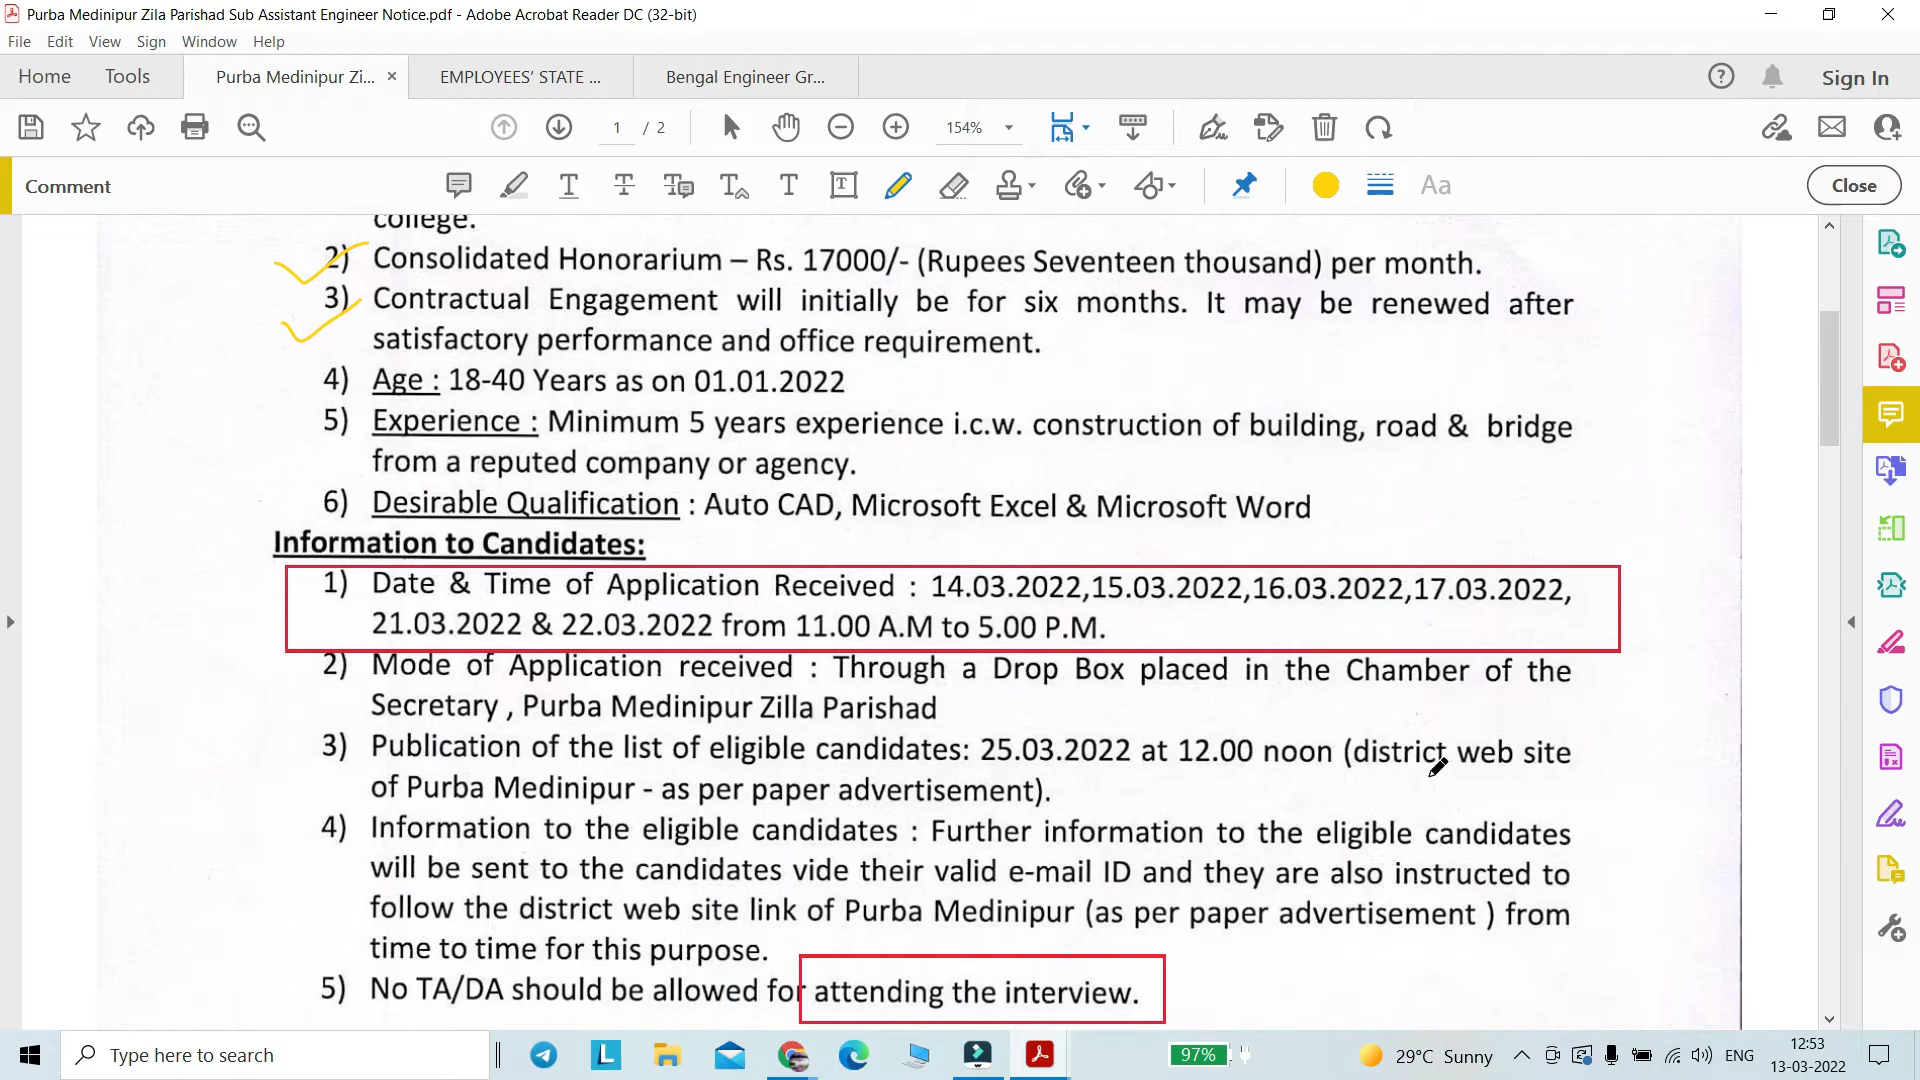 Purba Medinipur Zila Parishad Sub Assistant Engineer Notice.pdf - Adobe Acrobat Reader DC (32-bit)
File Edit View Sign Window Help
Home Tools Purba Medinipur Zi... × EMPLOYEES' STATE ... Bengal Engineer Gr... Sign In
1 / 2 154%
Comment Aa Close
college.
2) Consolidated Honorarium – Rs. 17000/- (Rupees Seventeen thousand) per month.
3) Contractual Engagement will initially be for six months. It may be renewed after
satisfactory performance and office requirement.
4) Age : 18-40 Years as on 01.01.2022
5) Experience : Minimum 5 years experience i.c.w. construction of building, road & bridge
from a reputed company or agency.
6) Desirable Qualification : Auto CAD, Microsoft Excel & Microsoft Word
Information to Candidates:
1) Date & Time of Application Received : 14.03.2022,15.03.2022,16.03.2022,17.03.2022,
21.03.2022 & 22.03.2022 from 11.00 A.M to 5.00 P.M.
2) Mode of Application received : Through a Drop Box placed in the Chamber of the
Secretary , Purba Medinipur Zilla Parishad
3) Publication of the list of eligible candidates: 25.03.2022 at 12.00 noon (district web site
of Purba Medinipur - as per paper advertisement).
4) Information to the eligible candidates : Further information to the eligible candidates
will be sent to the candidates vide their valid e-mail ID and they are also instructed to
follow the district web site link of Purba Medinipur (as per paper advertisement ) from
time to time for this purpose.
5) No TA/DA should be allowed for attending the interview.
Type here to search 97% 29°C Sunny ENG 12:53
13-03-2022